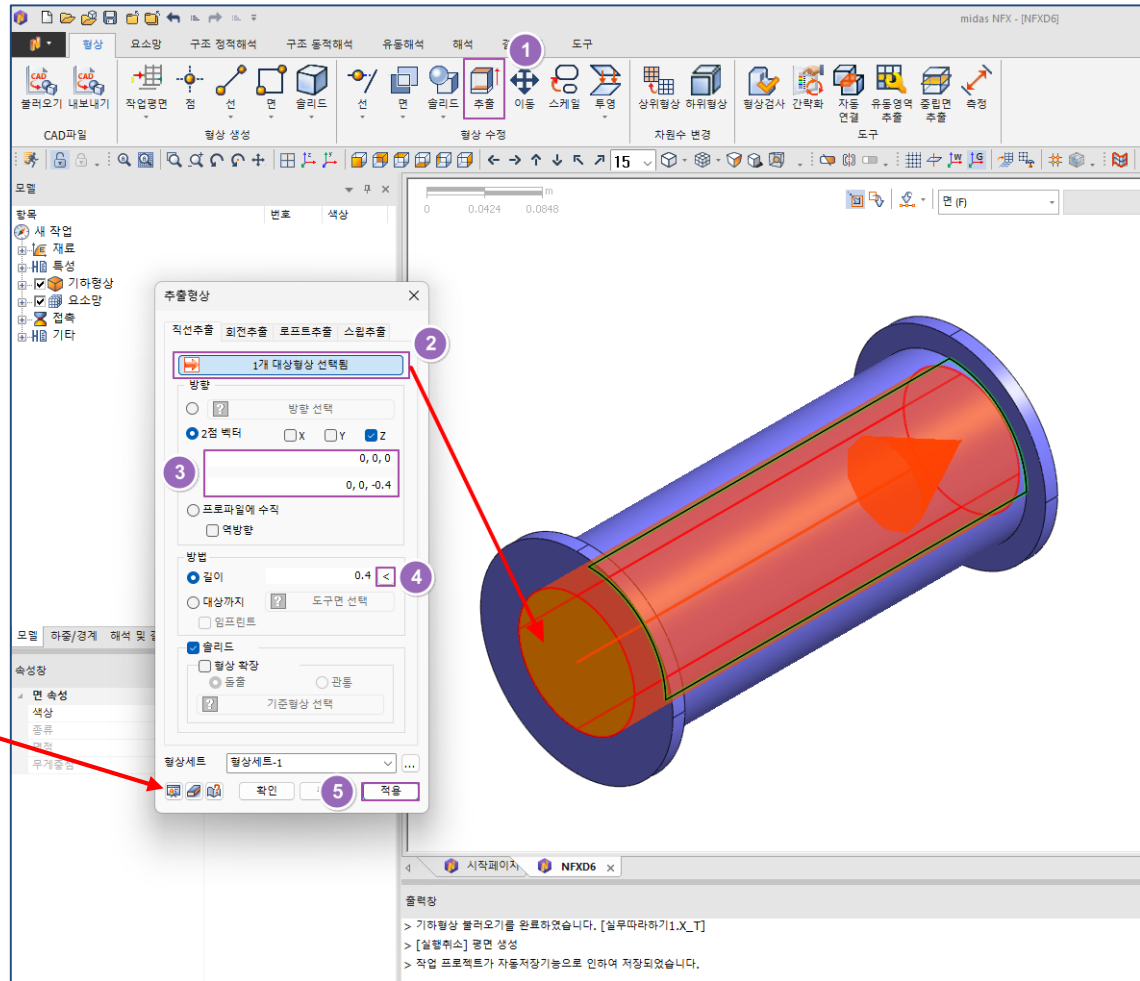 midas NFX - [NFXD6]
형상 요소망 구조 정적해석 구조 동적해석 유동해석 해석 도구
1
CAD CAD
불러오기 내보내기 작업평면 점 선 면 솔리드 선 면 솔리드 추출 이동 스케일 투영 상위형상 하위형상 형상검사 간략화 자동 연결 유동영역 추출 중립면 추출 측정
CAD파일 형상 생성 형상 수정 자원수 변경 도구
15
모델
항목 번호 색상
새 작업
재료
특성
기하형상
요소망
접촉
기타
m
0 0.0424 0.0848
면 (F)
추출형상
직선추출 회전추출 로프트추출 스윕추출
2
1개 대상형상 선택됨
방향
? 방향 선택
2점 벡터 X Y Z
3
0, 0, 0
0, 0, -0.4
프로파일에 수직
역방향
방법
길이 0.4 <
4
대상까지 ? 도구면 선택
임프린트
솔리드
형상 확장
돌출 관통
? 기준형상 선택
형상세트 형상세트-1 ...
확인 5 적용
모델 하중/경계 해석 및
속성창
면 속성
색상
종류
면적
무게중심
시작페이지 NFXD6 x
출력창
> 기하형상 불러오기를 완료하였습니다. [실무따라하기1.X_T]
> [실행취소] 평면 생성
> 작업 프로젝트가 자동저장기능으로 인하여 저장되었습니다.